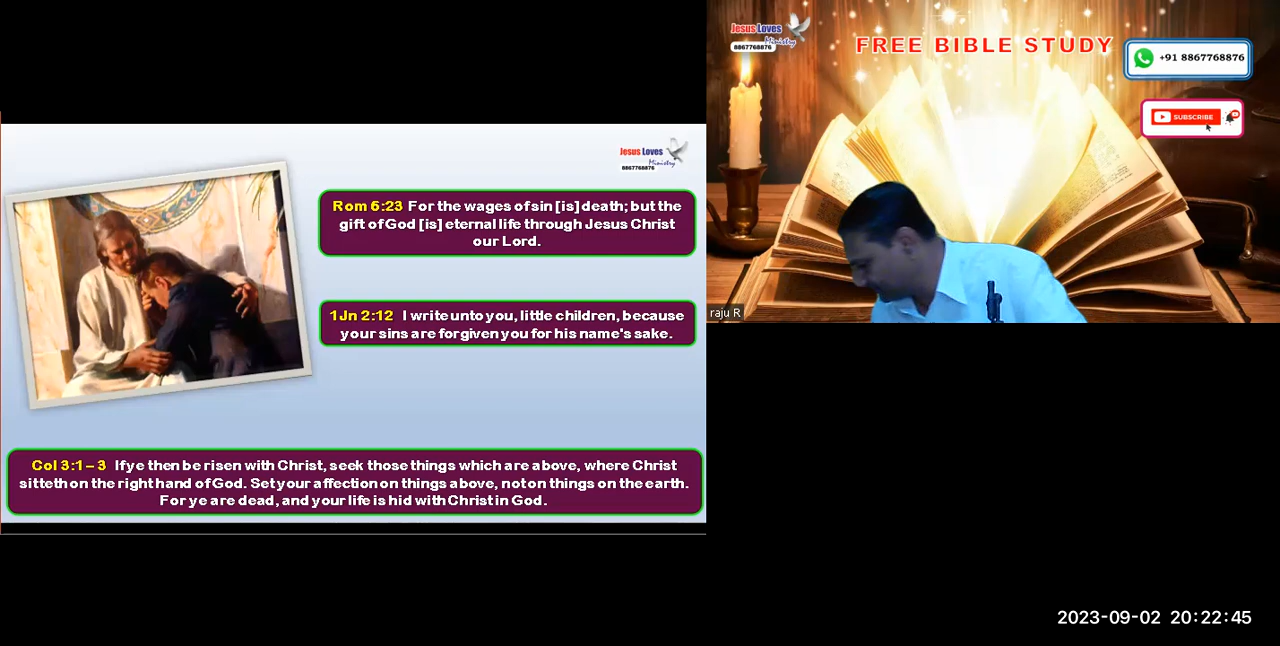 Jesus Loves
Ministry
8867768876
Rom 6:23 For the wages of sin [is] death; but the
gift of God [is] eternal life through Jesus Christ
our Lord.
1Jn 2:12 I write unto you, little children, because
your sins are forgiven you for his name's sake.
Col 3:1 – 3 If ye then be risen with Christ, seek those things which are above, where Christ
sitteth on the right hand of God. Set your affection on things above, not on things on the earth.
For ye are dead, and your life is hid with Christ in God.
Jesus Loves
Ministry
8867768876
FREE BIBLE STUDY
+91 8867768876
SUBSCRIBE
raju R
2023-09-02 20:22:45